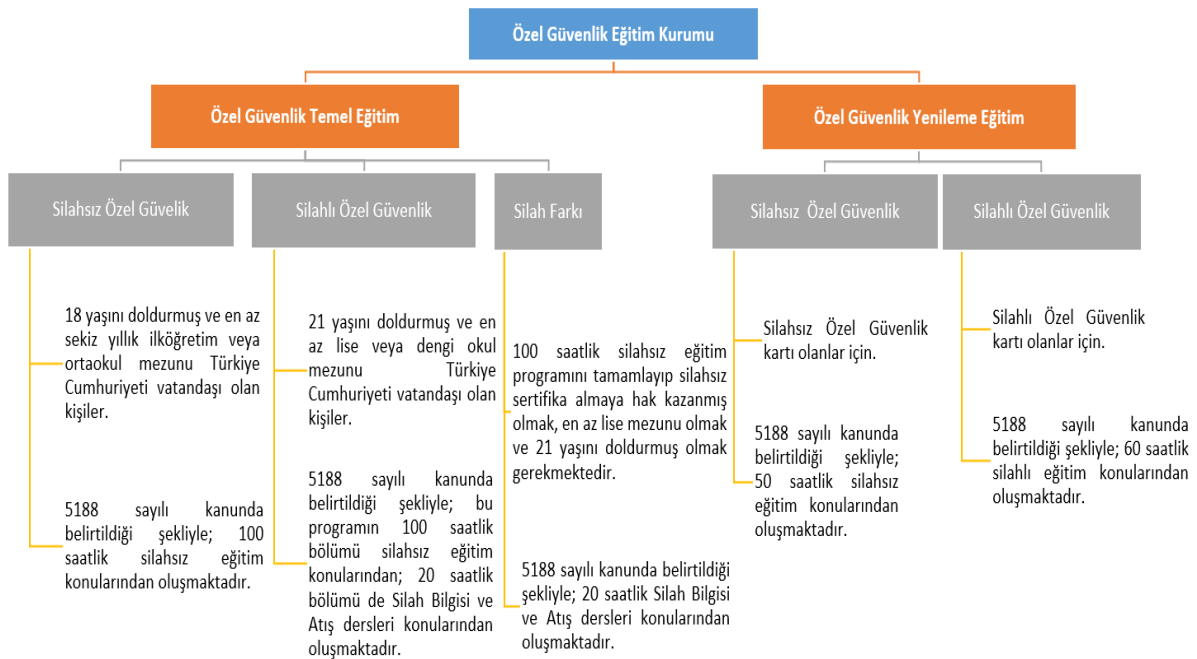 Özel Güvenlik Eğitim Kurumu
Özel Güvenlik Temel Eğitim
Özel Güvenlik Yenileme Eğitim
Silahsız Özel Güvelik
Silahlı Özel Güvenlik
Silah Farkı
Silahsız Özel Güvenlik
Silahlı Özel Güvenlik
18 yaşını doldurmuş ve en az
sekiz yıllık ilköğretim veya
ortaokul mezunu Türkiye
Cumhuriyeti vatandaşı olan
kişiler.
5188 sayılı kanunda
belirtildiği şekliyle; 100
saatlik silahsız eğitim
konularından oluşmaktadır.
21 yaşını doldurmuş ve en
az lise veya dengi okul
mezunu Türkiye
Cumhuriyeti vatandaşı olan
kişiler.
5188 sayılı kanunda
belirtildiği şekliyle; bu
programın 100 saatlik
bölümü silahsız eğitim
konularından; 20 saatlik
bölümü de Silah Bilgisi ve
Atış dersleri konularından
oluşmaktadır.
100 saatlik silahsız eğitim
programını tamamlayıp silahsız
sertifika almaya hak kazanmış
olmak, en az lise mezunu olmak
ve 21 yaşını doldurmuş olmak
gerekmektedir.
5188 sayılı kanunda belirtildiği
şekliyle; 20 saatlik Silah Bilgisi
ve Atış dersleri konularından
oluşmaktadır.
Silahsız Özel Güvenlik
kartı olanlar için.
5188 sayılı kanunda
belirtildiği şekliyle;
50 saatlik silahsız
eğitim konularından
oluşmaktadır.
Silahlı Özel Güvenlik
kartı olanlar için.
5188 sayılı kanunda
belirtildiği şekliyle; 60 saatlik
silahlı eğitim konularından
oluşmaktadır.